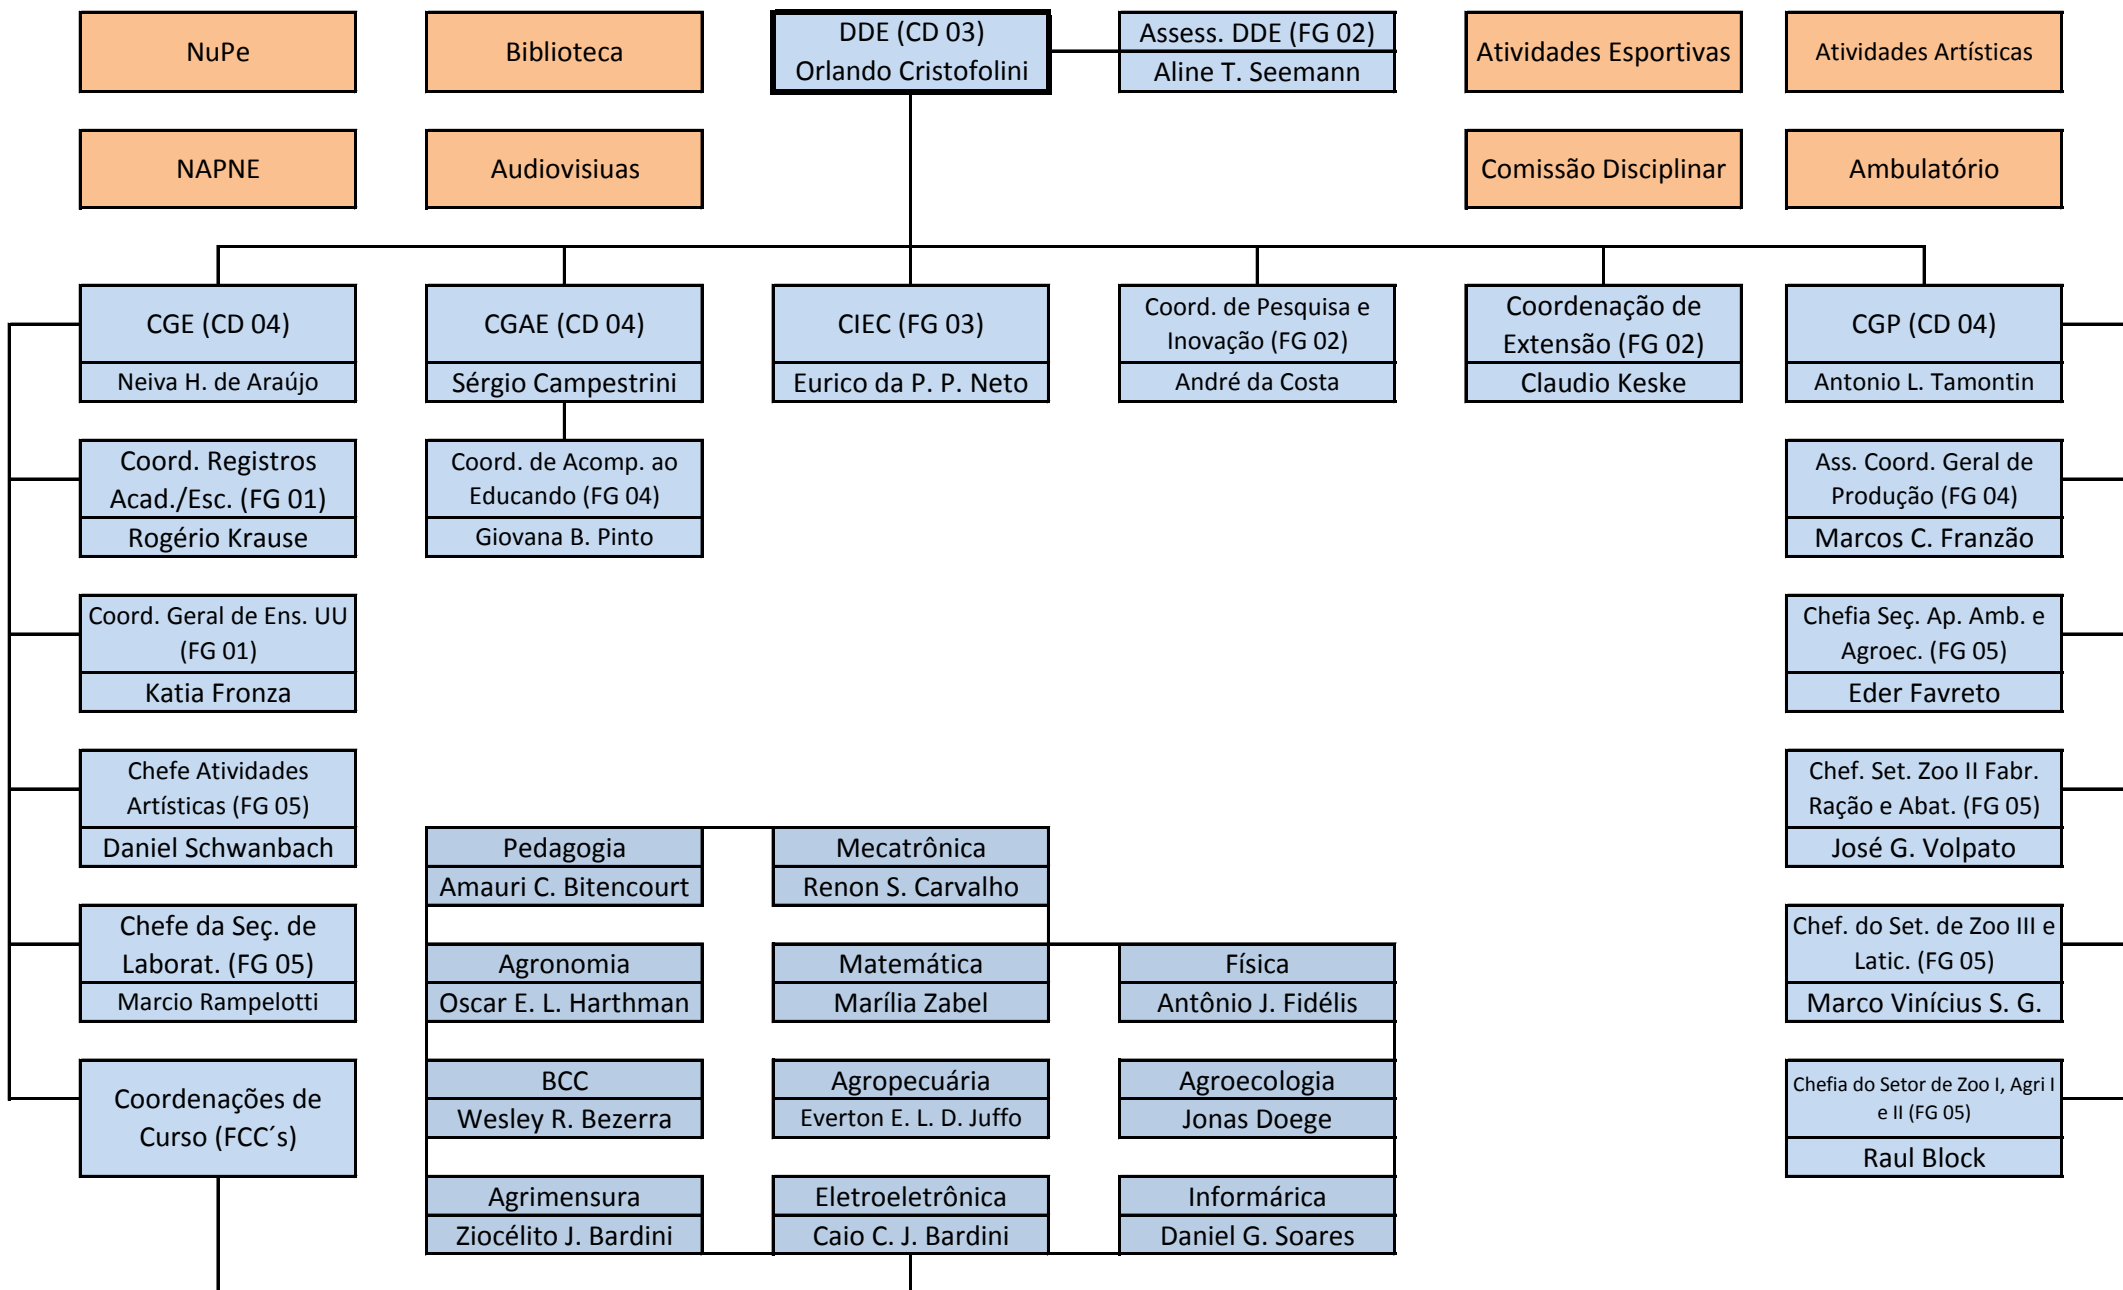 NuPe
Biblioteca
DDE (CD 03)
Orlando Cristofolini
Assess. DDE (FG 02)
Aline T. Seemann
Atividades Esportivas
Atividades Artísticas
NAPNE
Audiovisiuas
Comissão Disciplinar
Ambulatório
CGE (CD 04)
Neiva H. de Araújo
CGAE (CD 04)
Sérgio Campestrini
CIEC (FG 03)
Eurico da P. P. Neto
Coord. de Pesquisa e
Inovação (FG 02)
André da Costa
Coordenação de
Extensão (FG 02)
Claudio Keske
CGP (CD 04)
Antonio L. Tamontin
Coord. Registros
Acad./Esc. (FG 01)
Rogério Krause
Coord. de Acomp. ao
Educando (FG 04)
Giovana B. Pinto
Ass. Coord. Geral de
Produção (FG 04)
Marcos C. Franzão
Coord. Geral de Ens. UU
(FG 01)
Katia Fronza
Chefia Seç. Ap. Amb. e
Agroec. (FG 05)
Eder Favreto
Chefe Atividades
Artísticas (FG 05)
Daniel Schwanbach
Chef. Set. Zoo II Fabr.
Ração e Abat. (FG 05)
José G. Volpato
Pedagogia
Amauri C. Bitencourt
Mecatrônica
Renon S. Carvalho
Chefe da Seç. de
Laborat. (FG 05)
Marcio Rampelotti
Agronomia
Oscar E. L. Harthman
Matemática
Marília Zabel
Física
Antônio J. Fidélis
Chef. do Set. de Zoo III e
Latic. (FG 05)
Marco Vinícius S. G.
Coordenações de
Curso (FCC´s)
BCC
Wesley R. Bezerra
Agropecuária
Everton E. L. D. Juffo
Agroecologia
Jonas Doege
Chefia do Setor de Zoo I, Agri I
e II (FG 05)
Raul Block
Agrimensura
Ziocélito J. Bardini
Eletroeletrônica
Caio C. J. Bardini
Informárica
Daniel G. Soares